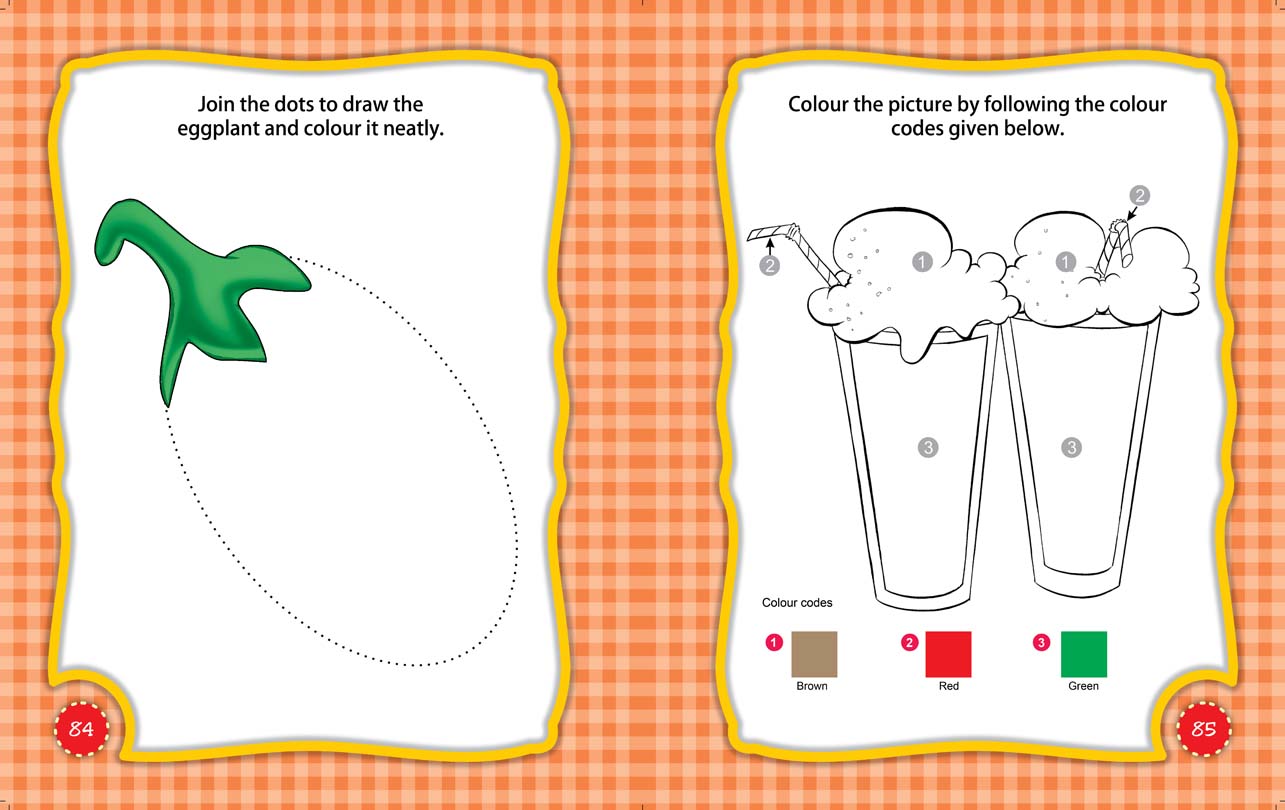 Join the dots to draw the
eggplant and colour it neatly.
84
Colour the picture by following the colour
codes given below.
2
2
1
1
3
3
Colour codes
1
Brown
2
Red
3
Green
85